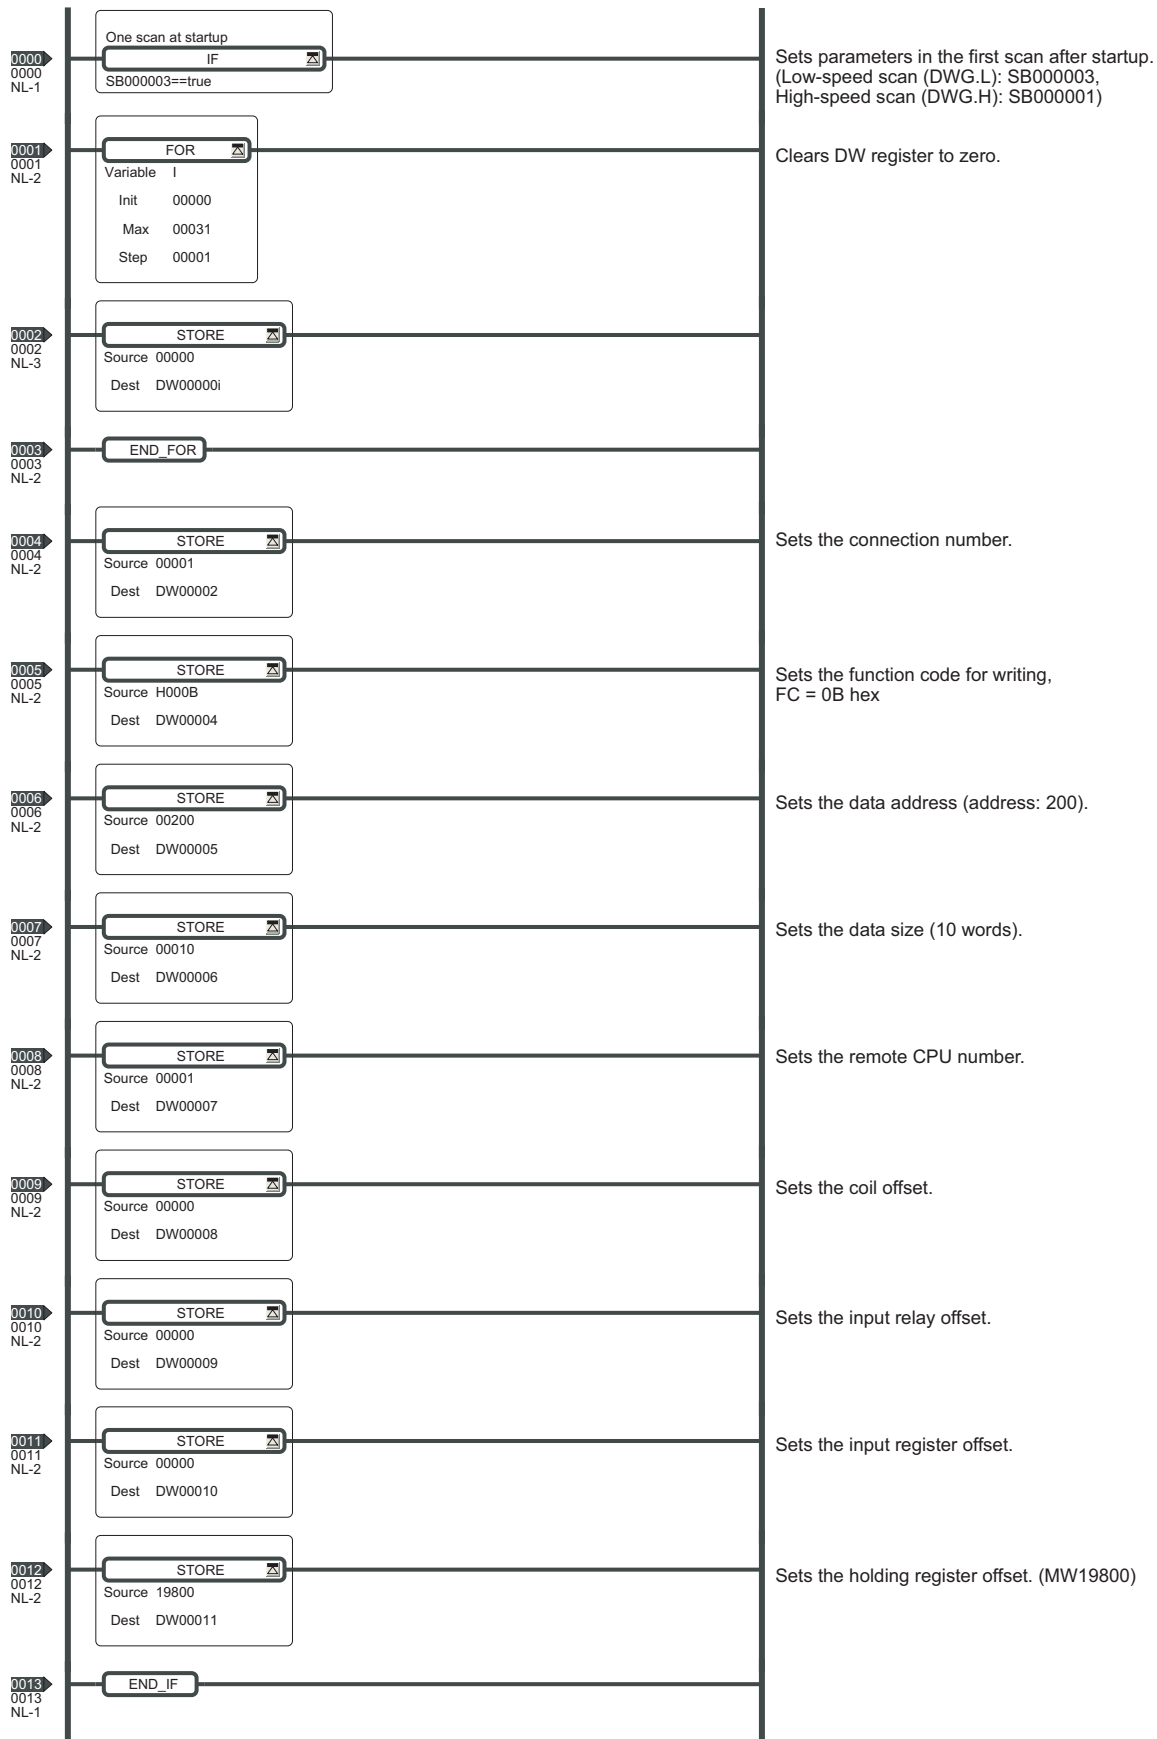 One scan at startup
0000
0000
NL-1
IF
SB000003==true
Sets parameters in the first scan after startup.
(Low-speed scan (DWG.L): SB000003,
High-speed scan (DWG.H): SB000001)
0001
0001
NL-2
FOR
Variable I
Init 00000
Max 00031
Step 00001
Clears DW register to zero.
0002
0002
NL-3
STORE
Source 00000
Dest DW00000i
0003
0003
NL-2
END_FOR
0004
0004
NL-2
STORE
Source 00001
Dest DW00002
Sets the connection number.
0005
0005
NL-2
STORE
Source H000B
Dest DW00004
Sets the function code for writing,
FC = 0B hex
0006
0006
NL-2
STORE
Source 00200
Dest DW00005
Sets the data address (address: 200).
0007
0007
NL-2
STORE
Source 00010
Dest DW00006
Sets the data size (10 words).
0008
0008
NL-2
STORE
Source 00001
Dest DW00007
Sets the remote CPU number.
0009
0009
NL-2
STORE
Source 00000
Dest DW00008
Sets the coil offset.
0010
0010
NL-2
STORE
Source 00000
Dest DW00009
Sets the input relay offset.
0011
0011
NL-2
STORE
Source 00000
Dest DW00010
Sets the input register offset.
0012
0012
NL-2
STORE
Source 19800
Dest DW00011
Sets the holding register offset. (MW19800)
0013
0013
NL-1
END_IF